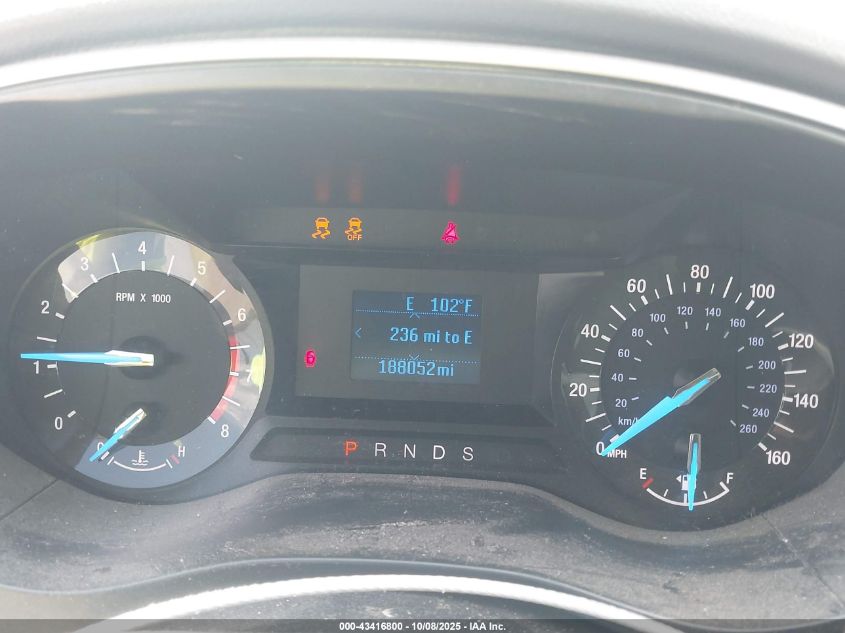 OFF
E 102°F
236 mi to E
188052mi
RPM X 1000
0 1 2 3 4 5 6 7 8
C H
P R N D S
0 20 40 60 80 100 120 140 160
MPH
km/h 20 40 60 80 100 120 140 160 180 200 220 240 260
E F
000-43416800 - 10/08/2025 - IAA Inc.